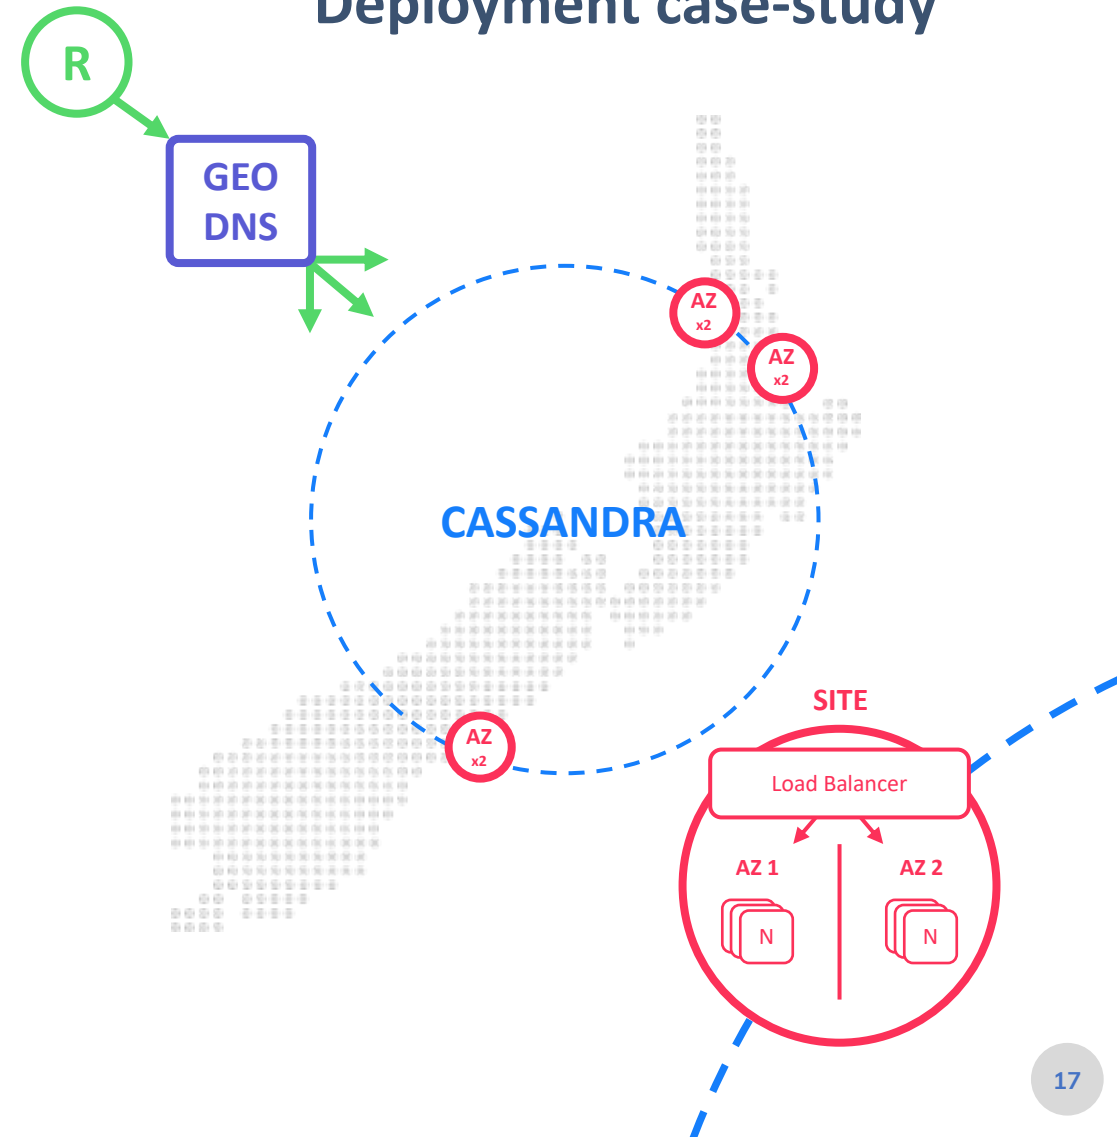 Deployment case-study
R
GEO
DNS
AZ
x2
AZ
x2
CASSANDRA
AZ
x2
SITE
Load Balancer
AZ 1
AZ 2
N
N
17